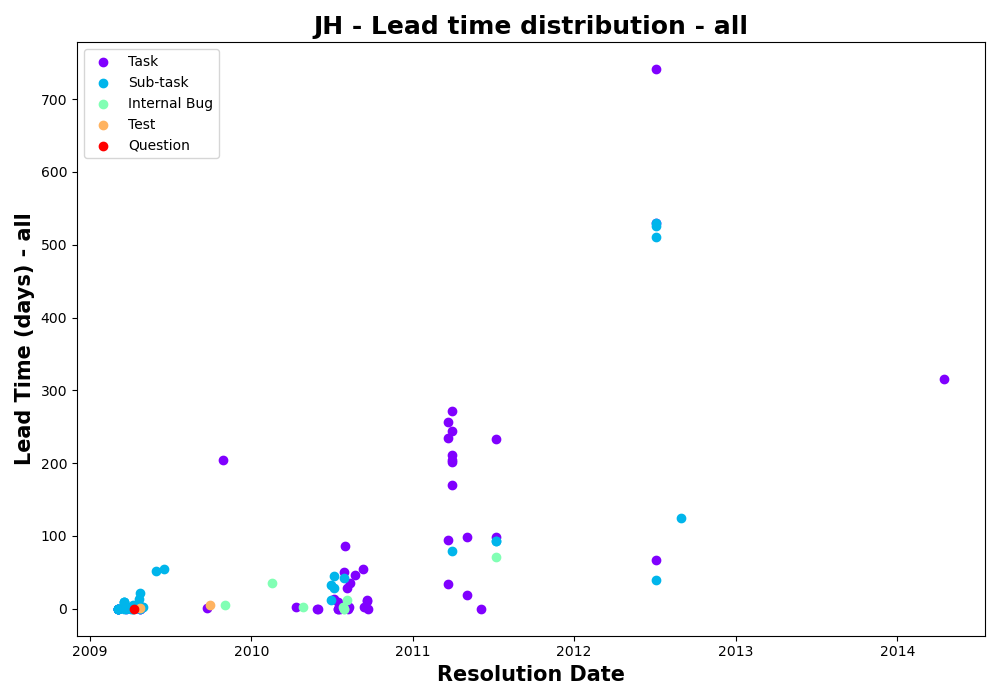 JH - Lead time distribution - all
Task
Sub-task
Internal Bug
Test
Question
Lead Time (days) - all
700
600
500
400
300
200
100
0
2009
2010
2011
2012
2013
2014
Resolution Date